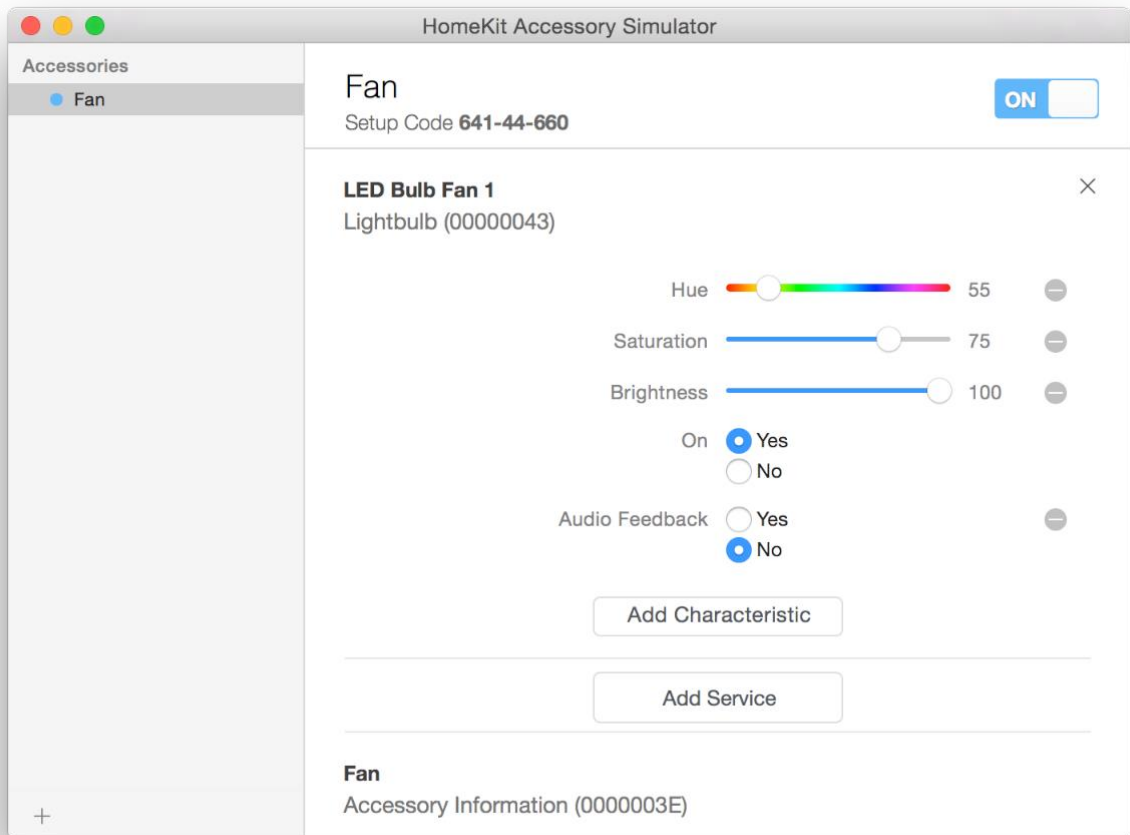 HomeKit Accessory Simulator
Accessories
Fan
Fan
ON
Setup Code 641-44-660
LED Bulb Fan 1
Lightbulb (00000043)
Hue 55
Saturation 75
Brightness 100
On Yes
No
Audio Feedback Yes
No
Add Characteristic
Add Service
Fan
Accessory Information (0000003E)